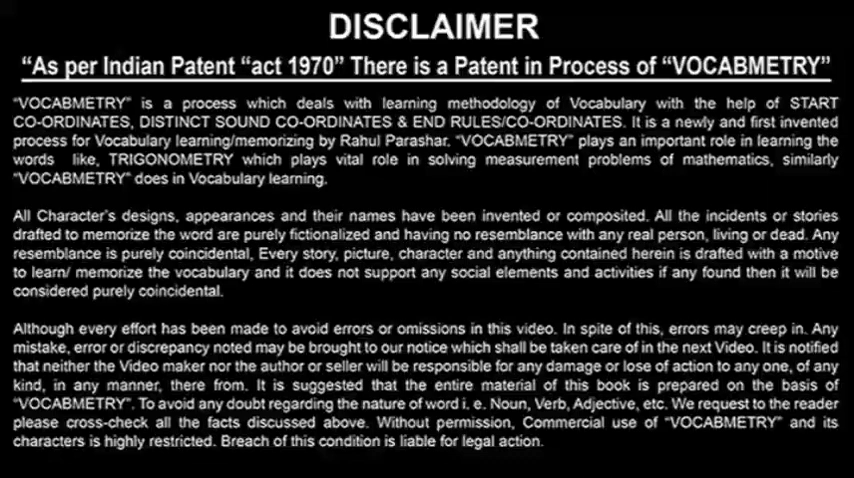 DISCLAIMER
“As per Indian Patent “act 1970” There is a Patent in Process of “VOCABMETRY”
“VOCABMETRY” is a process which deals with learning methodology of Vocabulary with the help of START
CO-ORDINATES, DISTINCT SOUND CO-ORDINATES & END RULES/CO-ORDINATES. It is a newly and first invented
process for Vocabulary learning/memorizing by Rahul Parashar. “VOCABMETRY” plays an important role in learning the
words like, TRIGONOMETRY which plays vital role in solving measurement problems of mathematics, similarly
“VOCABMETRY” does in Vocabulary learning.
All Character’s designs, appearances and their names have been invented or composited. All the incidents or stories
drafted to memorize the word are purely fictionalized and having no resemblance with any real person, living or dead. Any
resemblance is purely coincidental, Every story, picture, character and anything contained herein is drafted with a motive
to learn/ memorize the vocabulary and it does not support any social elements and activities if any found then it will be
considered purely coincidental.
Although every effort has been made to avoid errors or omissions in this video. In spite of this, errors may creep in. Any
mistake, error or discrepancy noted may be brought to our notice which shall be taken care of in the next Video. It is notified
that neither the Video maker nor the author or seller will be responsible for any damage or lose of action to any one, of any
kind, in any manner, there from. It is suggested that the entire material of this book is prepared on the basis of
“VOCABMETRY”. To avoid any doubt regarding the nature of word i. e. Noun, Verb, Adjective, etc. We request to the reader
please cross-check all the facts discussed above. Without permission, Commercial use of “VOCABMETRY” and its
characters is highly restricted. Breach of this condition is liable for legal action.